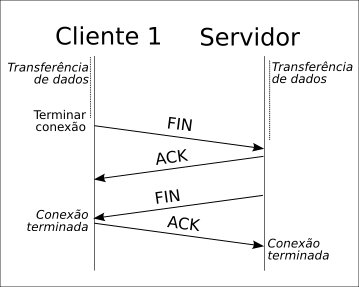 Cliente 1
Servidor
Transferência
de dados
Transferência
de dados
Terminar
conexão
FIN
ACK
FIN
Conexão
terminada
ACK
Conexão
terminada